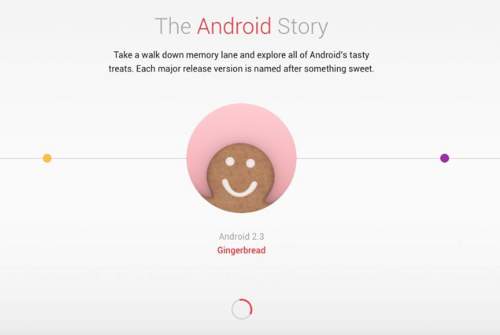 The Android Story
Take a walk down memory lane and explore all of Android's tasty
treats. Each major release version is named after something sweet.
Android 2.3
Gingerbread